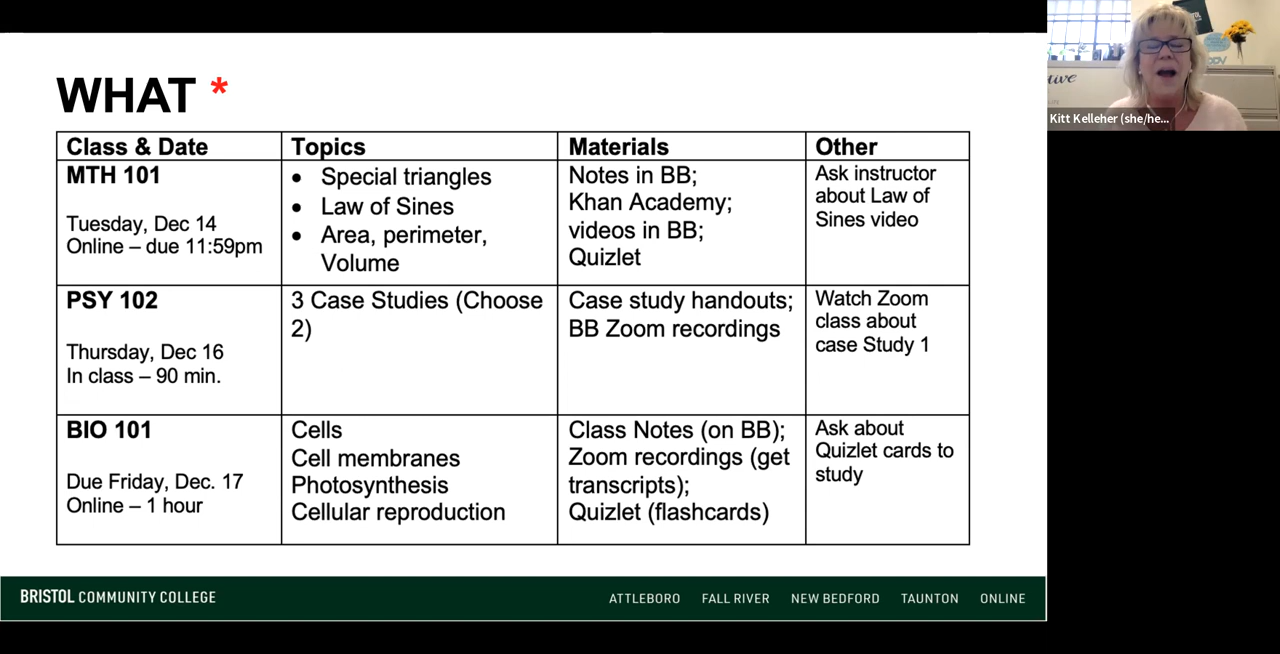 WHAT *
Class & Date
Topics
Materials
Other
MTH 101
Tuesday, Dec 14
Online – due 11:59pm
• Special triangles
• Law of Sines
• Area, perimeter,
Volume
Notes in BB;
Khan Academy;
videos in BB;
Quizlet
Ask instructor
about Law of
Sines video
PSY 102
Thursday, Dec 16
In class – 90 min.
3 Case Studies (Choose
2)
Case study handouts;
BB Zoom recordings
Watch Zoom
class about
case Study 1
BIO 101
Due Friday, Dec. 17
Online – 1 hour
Cells
Cell membranes
Photosynthesis
Cellular reproduction
Class Notes (on BB);
Zoom recordings (get
transcripts);
Quizlet (flashcards)
Ask about
Quizlet cards to
study
BRISTOL COMMUNITY COLLEGE
ATTLEBORO FALL RIVER NEW BEDFORD TAUNTON ONLINE
Kitt Kelleher (she/he...